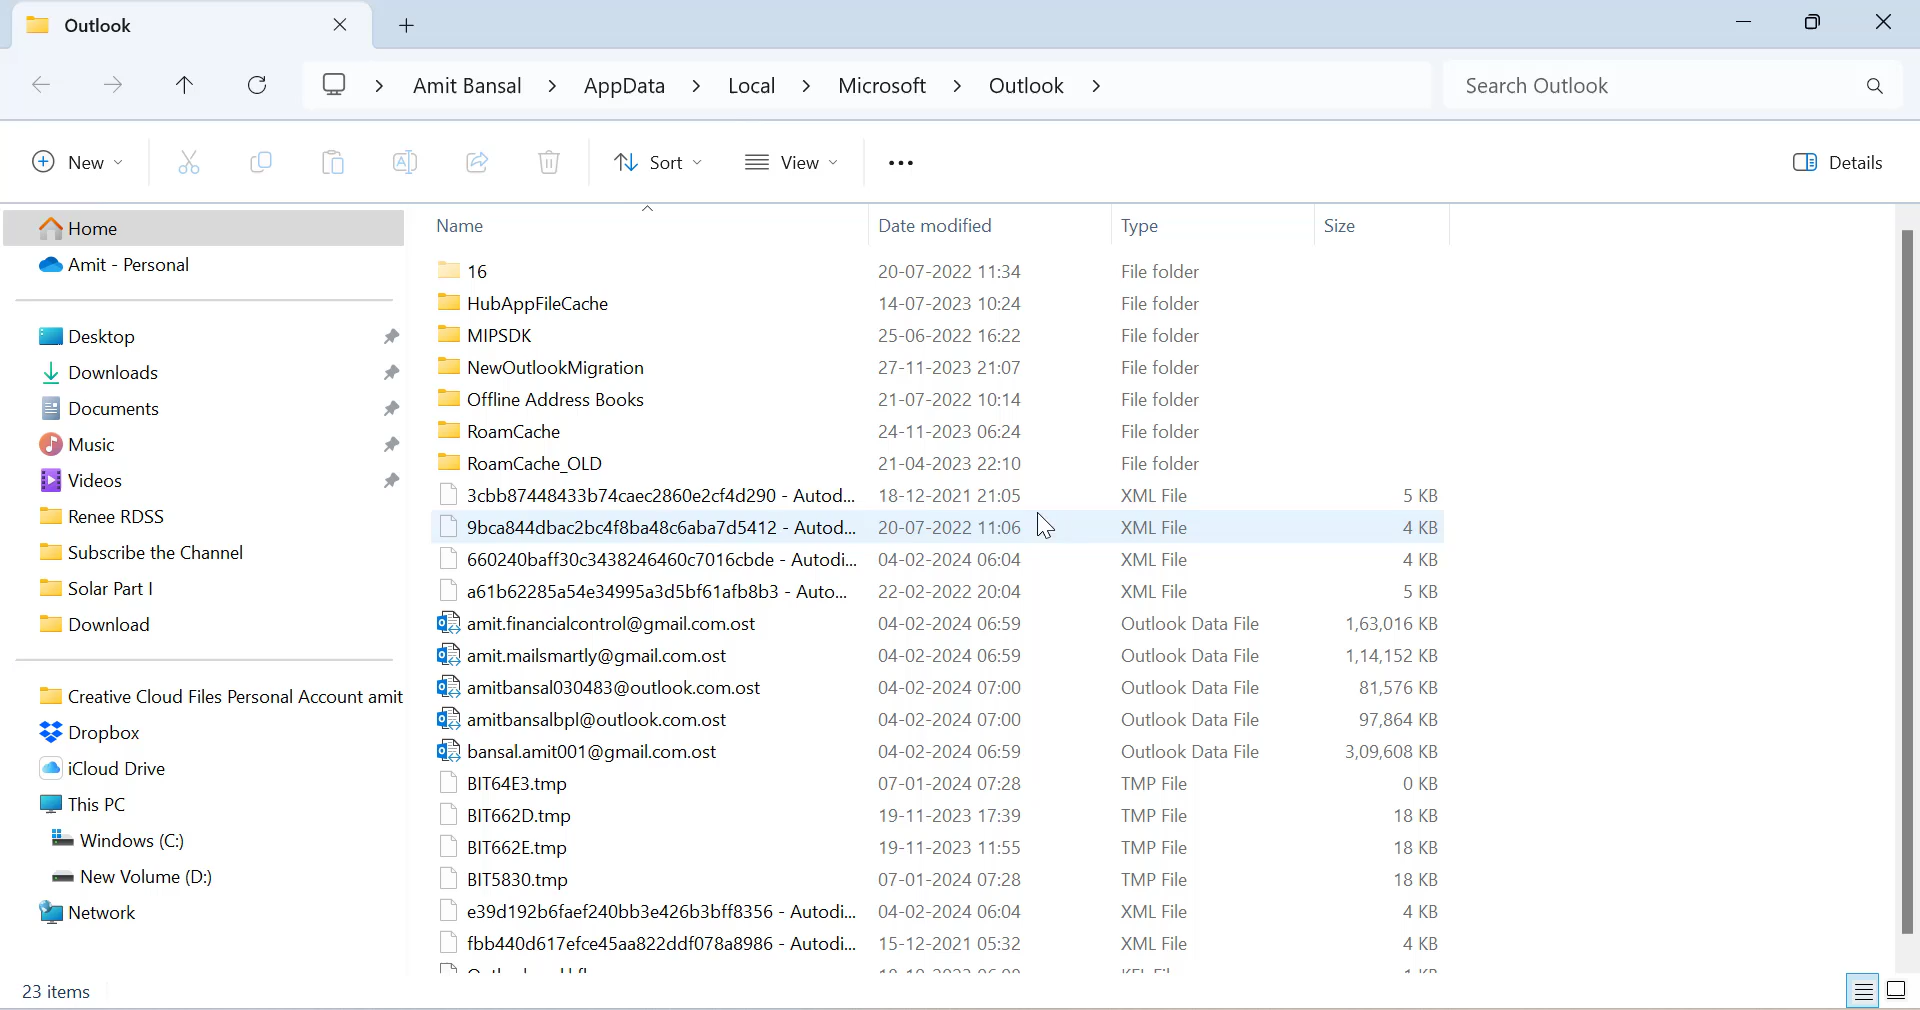 Outlook
Amit Bansal > AppData > Local > Microsoft > Outlook >
Search Outlook
New
Sort
View
Details
Home
Amit - Personal
Desktop
Downloads
Documents
Music
Videos
Renee RDSS
Subscribe the Channel
Solar Part I
Download
Creative Cloud Files Personal Account amit
Dropbox
iCloud Drive
This PC
Windows (C:)
New Volume (D:)
Network
Name Date modified Type Size
16 20-07-2022 11:34 File folder
HubAppFileCache 14-07-2023 10:24 File folder
MIPSDK 25-06-2022 16:22 File folder
NewOutlookMigration 27-11-2023 21:07 File folder
Offline Address Books 21-07-2022 10:14 File folder
RoamCache 24-11-2023 06:24 File folder
RoamCache_OLD 21-04-2023 22:10 File folder
3cbb87448433b74caec2860e2cf4d290 - Autod... 18-12-2021 21:05 XML File 5 KB
9bca844dbac2bc4f8ba48c6aba7d5412 - Autod... 20-07-2022 11:06 XML File 4 KB
660240baff30c3438246460c7016cbde - Autodi... 04-02-2024 06:04 XML File 4 KB
a61b62285a54e34995a3d5bf61afb8b3 - Auto... 22-02-2022 20:04 XML File 5 KB
amit.financialcontrol@gmail.com.ost 04-02-2024 06:59 Outlook Data File 1,63,016 KB
amit.mailsmartly@gmail.com.ost 04-02-2024 06:59 Outlook Data File 1,14,152 KB
amitbansal030483@outlook.com.ost 04-02-2024 07:00 Outlook Data File 81,576 KB
amitbansalbpl@outlook.com.ost 04-02-2024 07:00 Outlook Data File 97,864 KB
bansal.amit001@gmail.com.ost 04-02-2024 06:59 Outlook Data File 3,09,608 KB
BIT64E3.tmp 07-01-2024 07:28 TMP File 0 KB
BIT662D.tmp 19-11-2023 17:39 TMP File 18 KB
BIT662E.tmp 19-11-2023 11:55 TMP File 18 KB
BIT5830.tmp 07-01-2024 07:28 TMP File 18 KB
e39d192b6faef240bb3e426b3bff8356 - Autodi... 04-02-2024 06:04 XML File 4 KB
fbb440d617efce45aa822ddf078a8986 - Autodi... 15-12-2021 05:32 XML File 4 KB
23 items